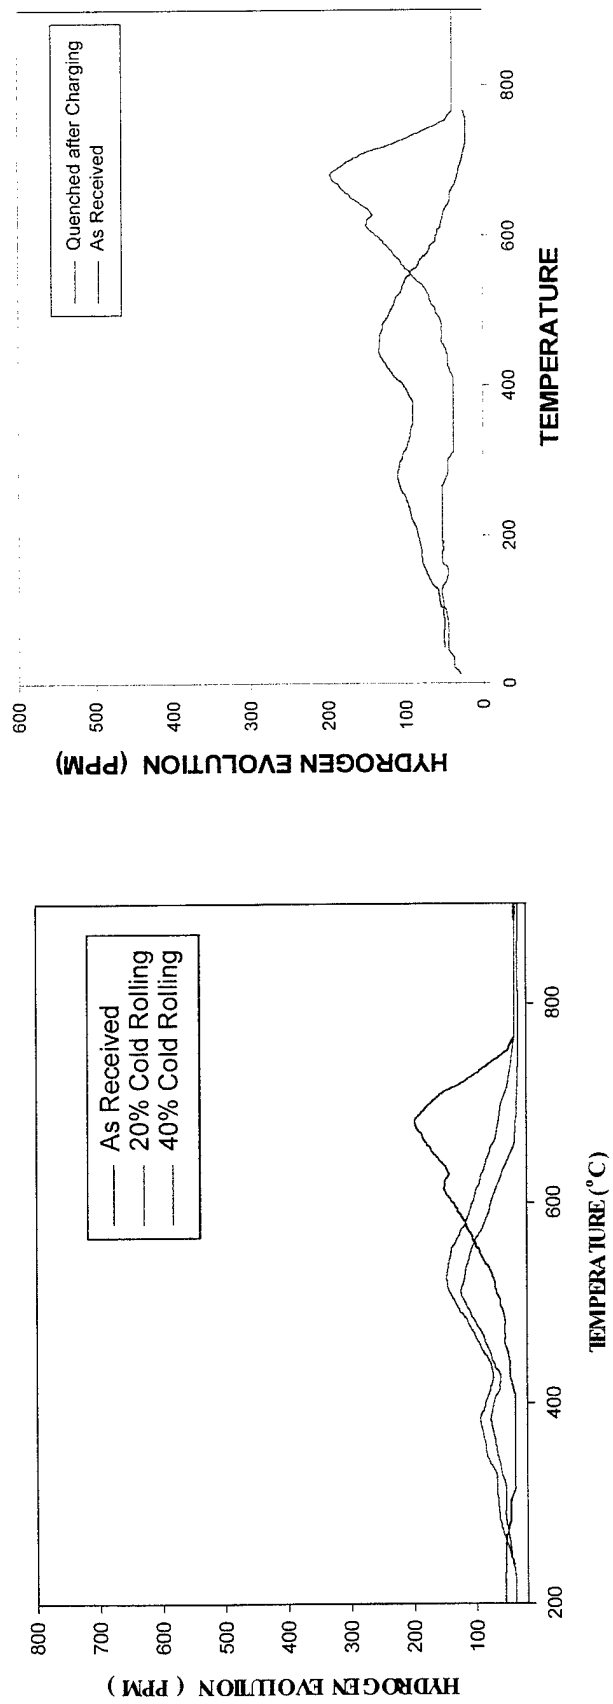 800
700
600
500
400
300
200
100
HYDROGEN EVOLUTION ( PPM )
As Received
20% Cold Rolling
40% Cold Rolling
200
400
600
800
TEMPERATURE (°C)
600
500
400
300
200
100
0
HYDROGEN EVOLUTION (PPM)
Quenched after Charging
As Received
0
200
400
600
800
TEMPERATURE